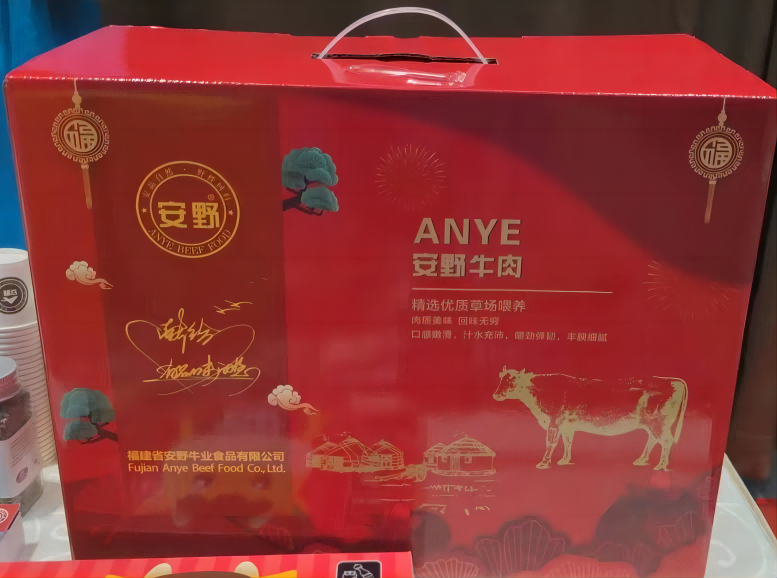 福
福
安野
ANYE BEEF FOOD
ANYE
安野牛肉
精选优质草场喂养
肉质美味 回味无穷
口感嫩滑，汁水充沛，嚼劲弹韧，丰腴细腻
福建省安野牛业食品有限公司
Fujian Anye Beef Food Co., Ltd.